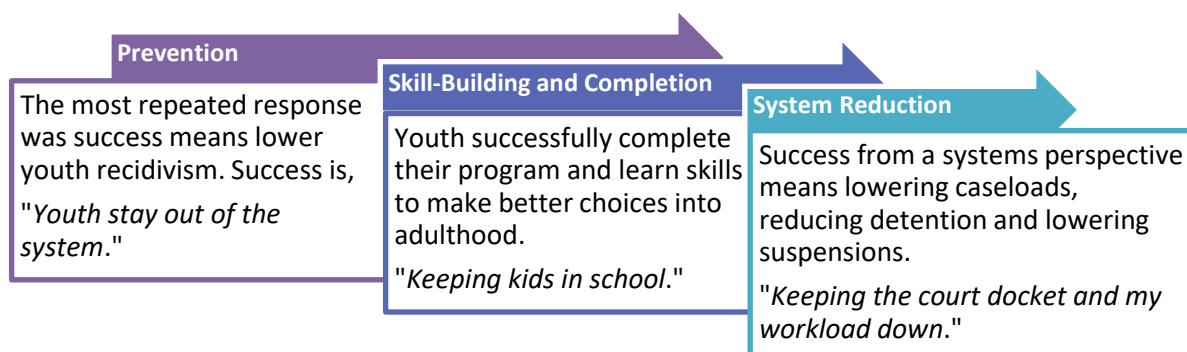 Prevention
The most repeated response
was success means lower
youth recidivism. Success is,
"Youth stay out of the
system."
Skill-Building and Completion
Youth successfully complete
their program and learn skills
to make better choices into
adulthood.
"Keeping kids in school."
System Reduction
Success from a systems perspective
means lowering caseloads,
reducing detention and lowering
suspensions.
"Keeping the court docket and my
workload down."